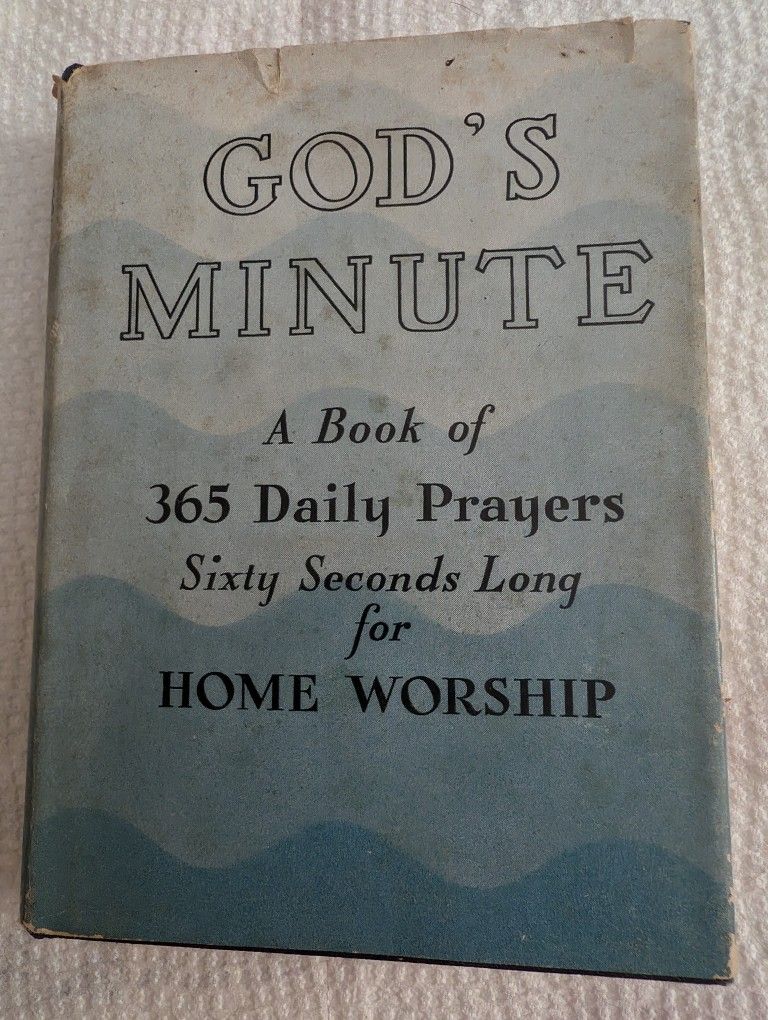 GOD'S
MINUTE
A Book of
365 Daily Prayers
Sixty Seconds Long
for
HOME WORSHIP